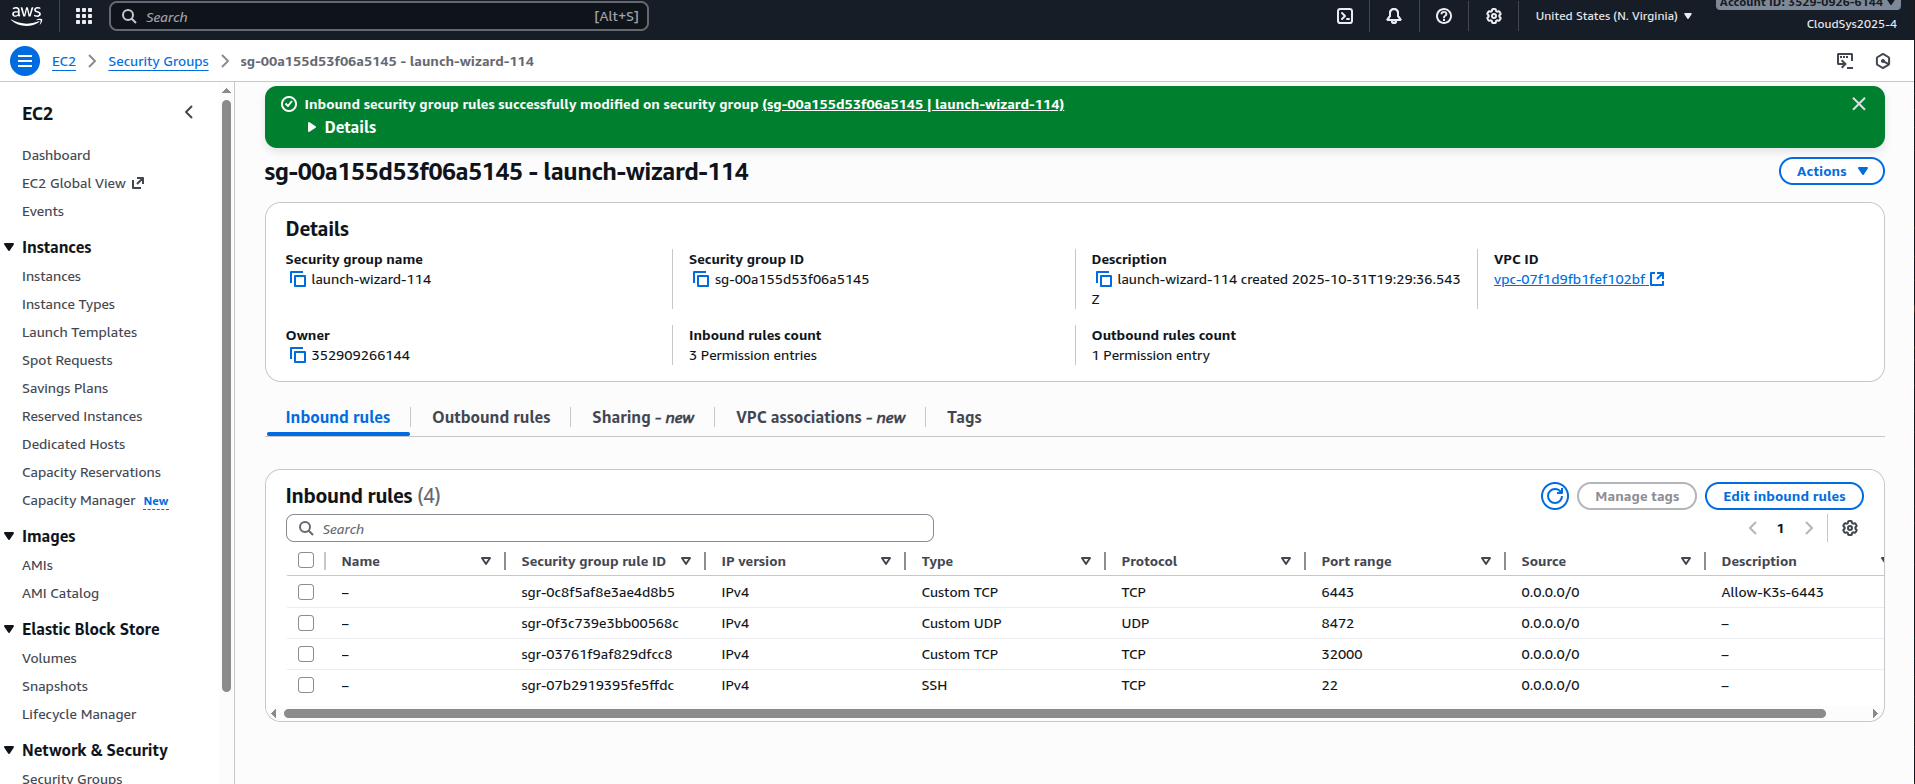 aws
Search [Alt+S]
United States (N. Virginia)
Account ID: 3529-0926-6144
CloudSys2025-4
EC2 Security Groups sg-00a155d53f06a5145 - launch-wizard-114
EC2
Dashboard
EC2 Global View
Events
Instances
Instances
Instance Types
Launch Templates
Spot Requests
Savings Plans
Reserved Instances
Dedicated Hosts
Capacity Reservations
Capacity Manager New
Images
AMIs
AMI Catalog
Elastic Block Store
Volumes
Snapshots
Lifecycle Manager
Network & Security
Security Groups
Inbound security group rules successfully modified on security group (sg-00a155d53f06a5145 | launch-wizard-114)
Details
sg-00a155d53f06a5145 - launch-wizard-114
Actions
Details
Security group name
launch-wizard-114
Security group ID
sg-00a155d53f06a5145
Description
launch-wizard-114 created 2025-10-31T19:29:36.543
Z
VPC ID
vpc-07f1d9fb1fef102bf
Owner
352909266144
Inbound rules count
3 Permission entries
Outbound rules count
1 Permission entry
Inbound rules Outbound rules Sharing - new VPC associations - new Tags
Inbound rules (4)
Manage tags Edit inbound rules
Search
1
Name Security group rule ID IP version Type Protocol Port range Source Description
– sgr-0c8f5af8e3ae4d8b5 IPv4 Custom TCP TCP 6443 0.0.0.0/0 Allow-K3s-6443
– sgr-0f3c739e3bb00568c IPv4 Custom UDP UDP 8472 0.0.0.0/0 –
– sgr-03761f9af829dfcc8 IPv4 Custom TCP TCP 32000 0.0.0.0/0 –
– sgr-07b2919395fe5ffdc IPv4 SSH TCP 22 0.0.0.0/0 –